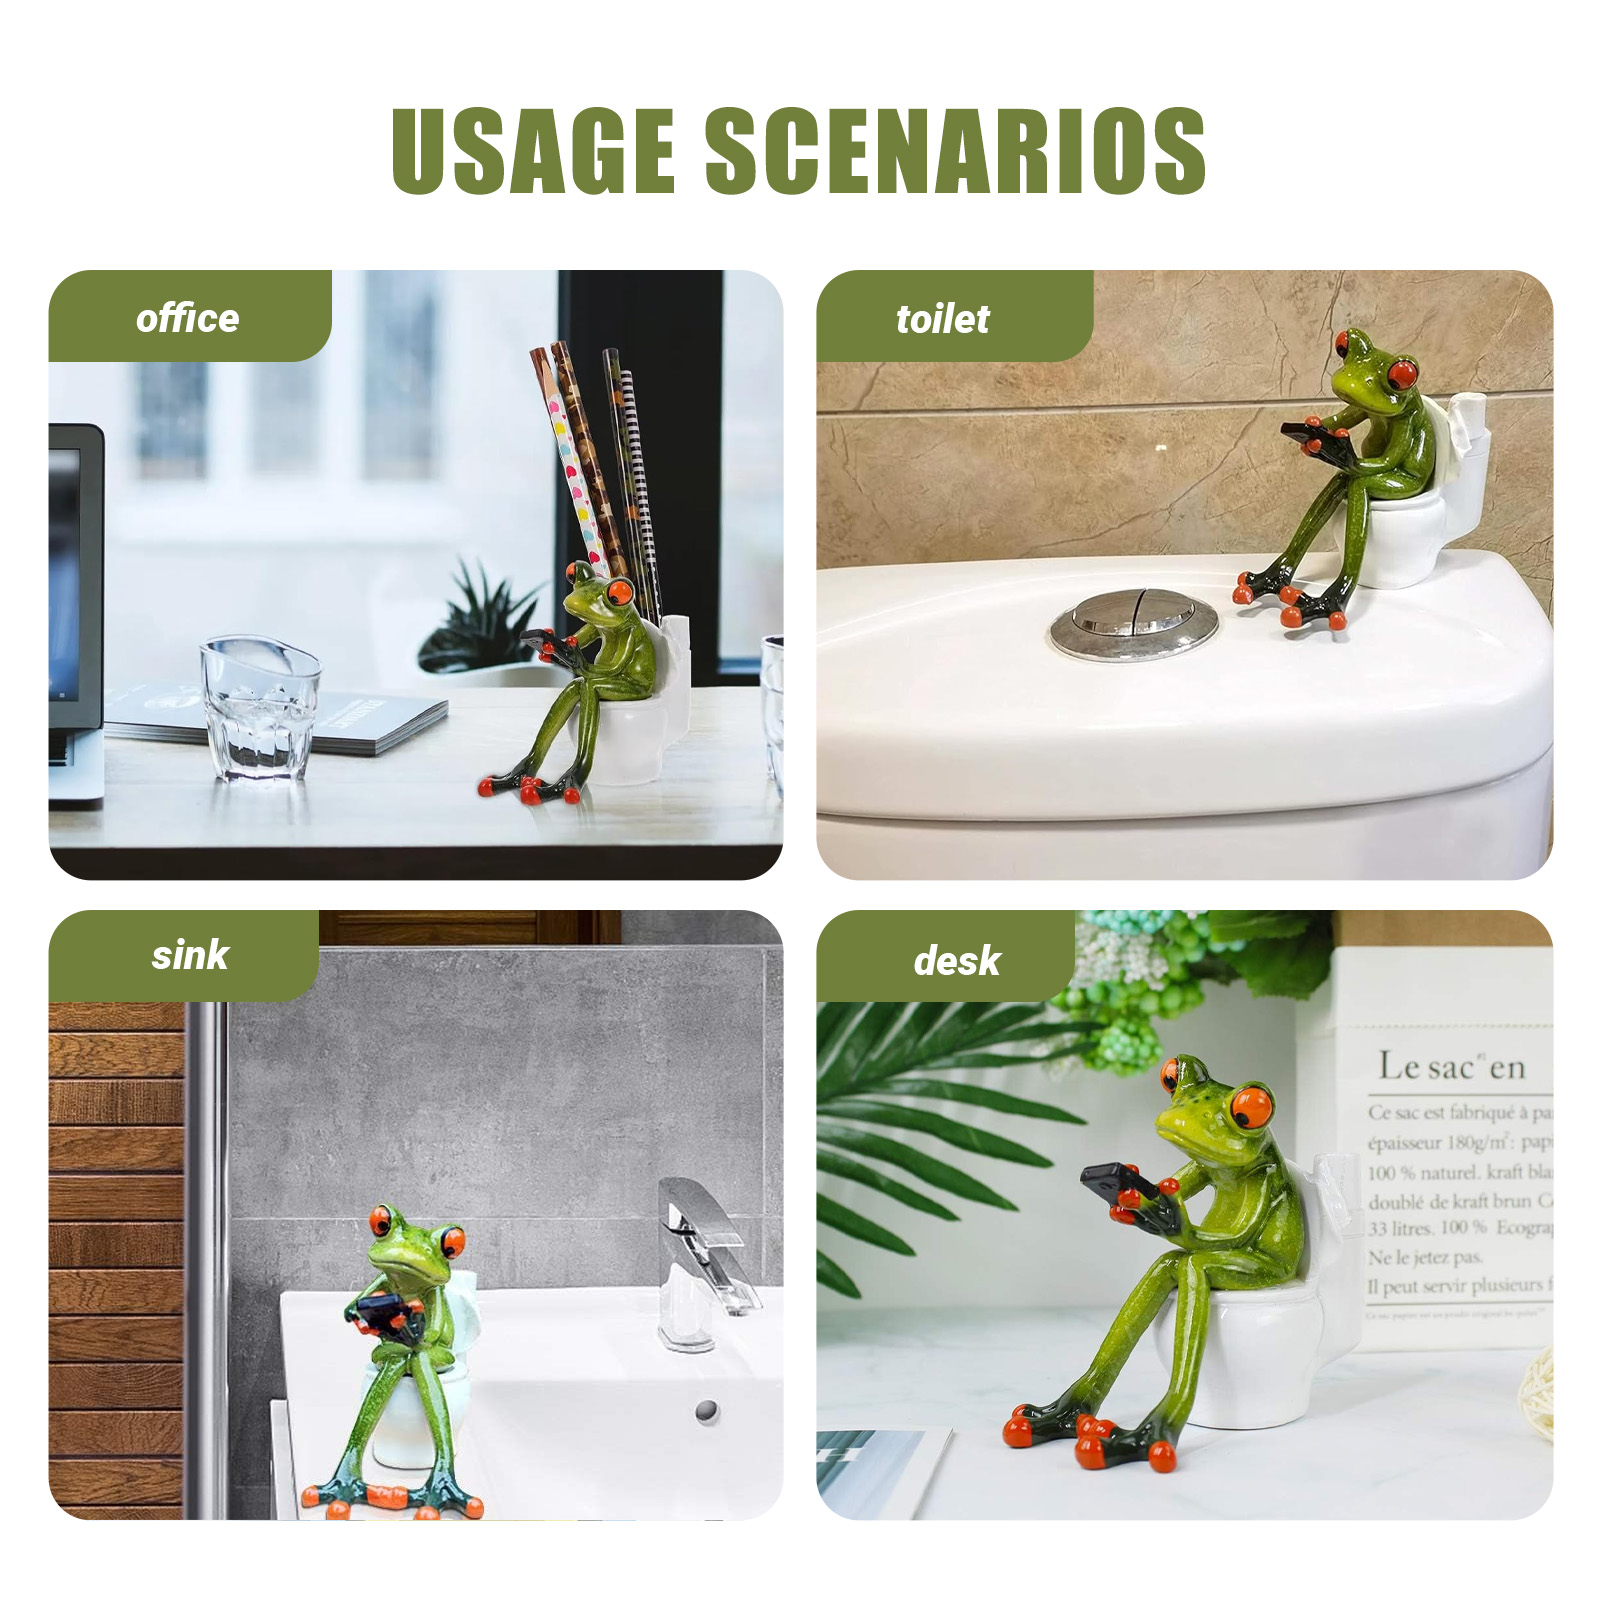 USAGE SCENARIOS
office
toilet
sink
desk
Le sac en
Ce sac est fabriqué à pa
épaisseur 180g/m²: pap
100 % naturel. kraft bla
doublé de kraft brun C
33 litres. 100 % Ecogra
Ne le jetez pas.
Il peut servir plusieurs f
H